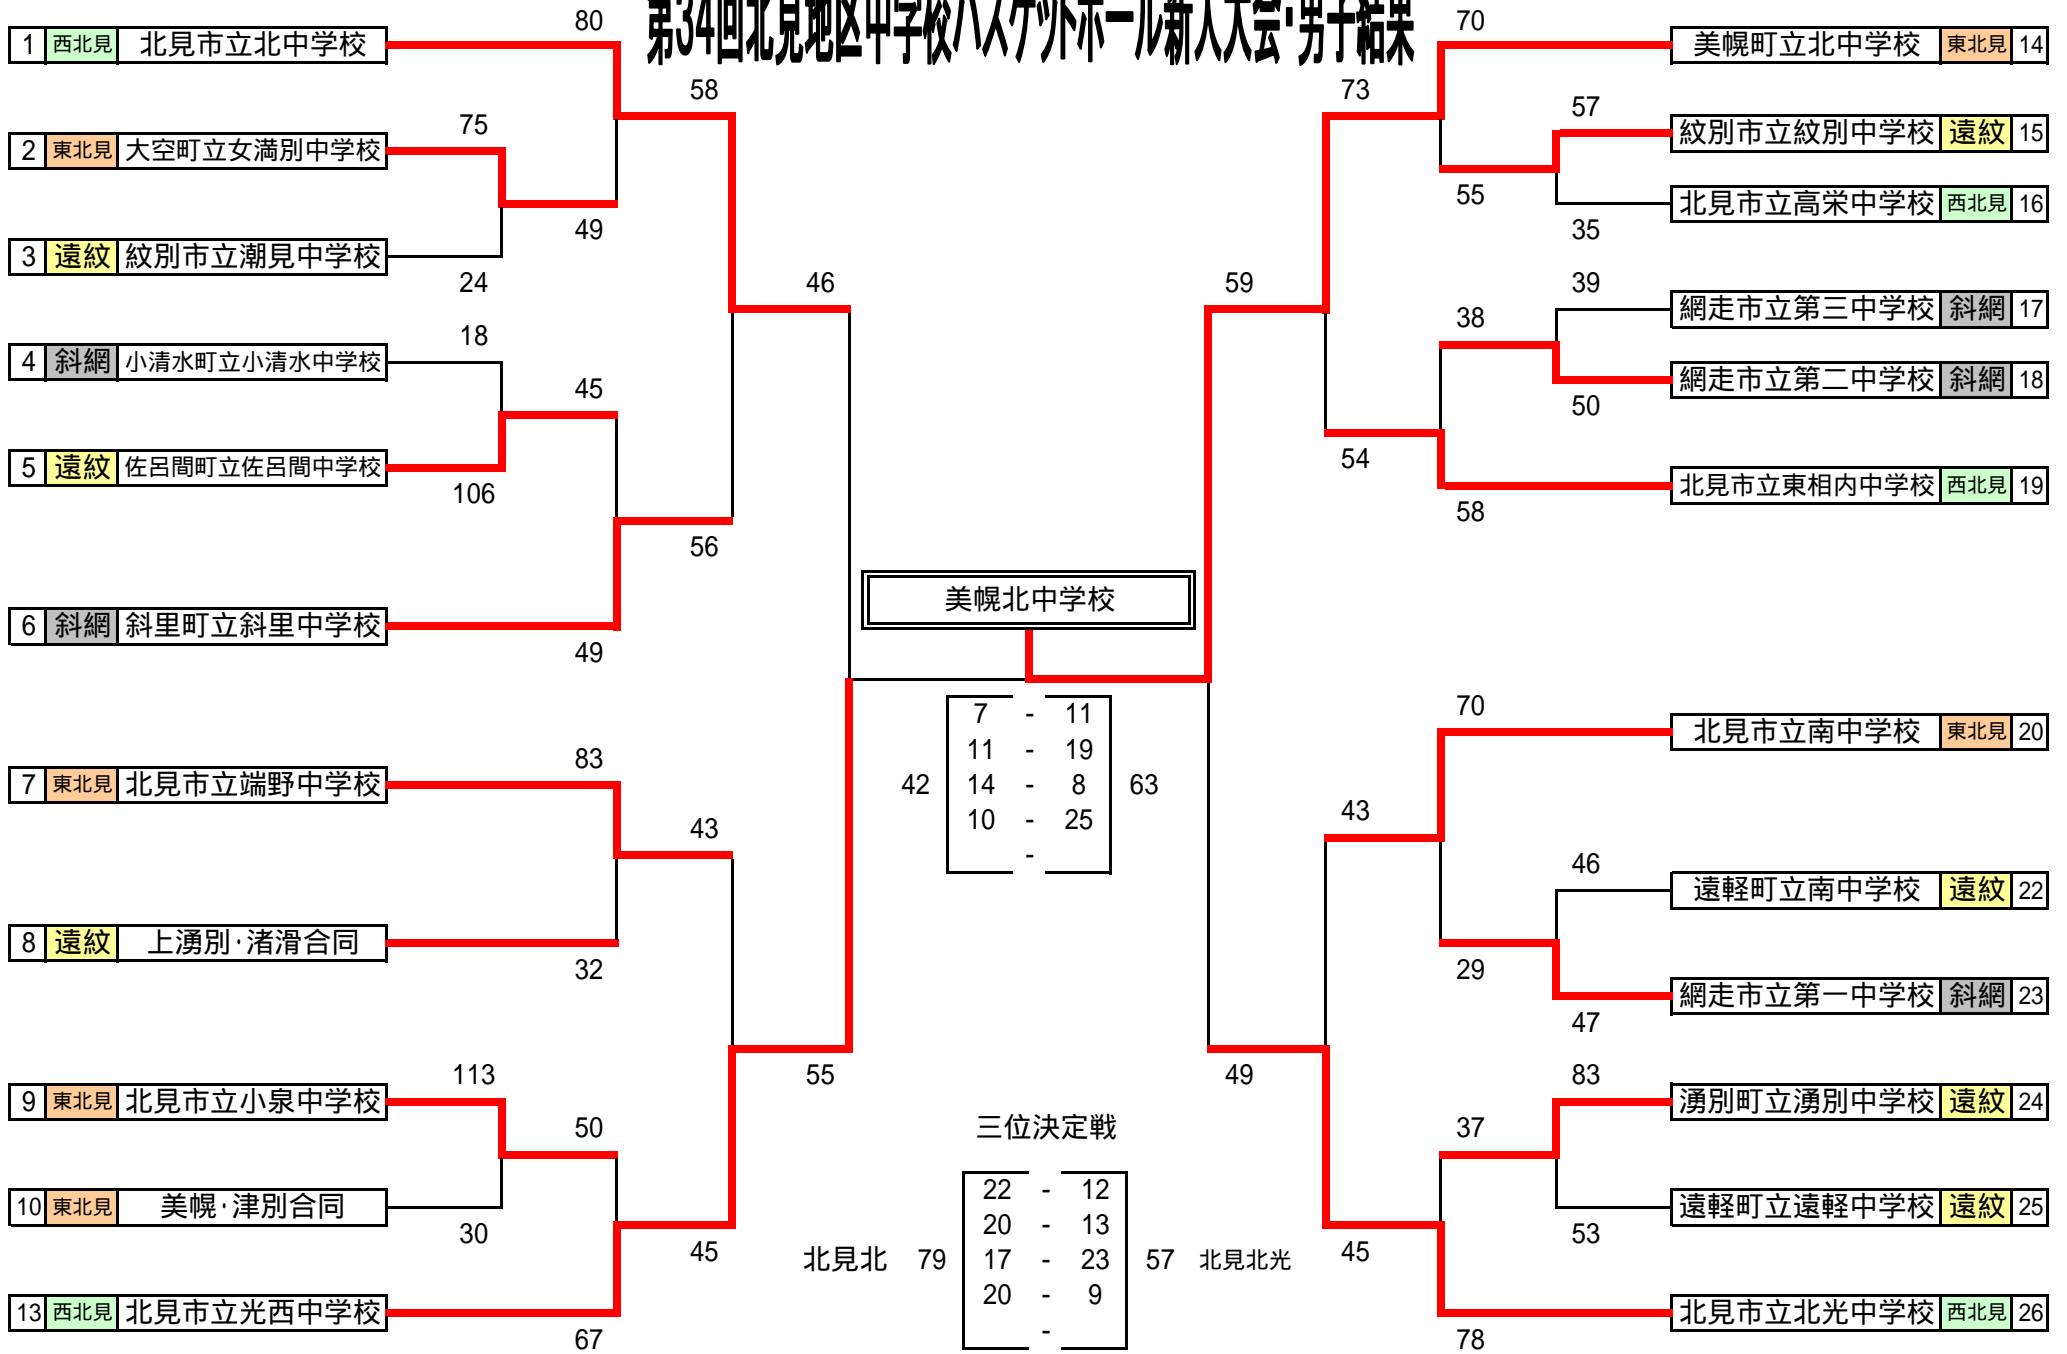 第34回北見地区中学校バスケットボール新人大会・男子結果
1 西北見 北見市立北中学校
80
58
75
2 東北見 大空町立女満別中学校
49
3 遠紋 紋別市立潮見中学校
24
46
18
4 斜網 小清水町立小清水中学校
45
5 遠紋 佐呂間町立佐呂間中学校
106
56
6 斜網 斜里町立斜里中学校
49
83
7 東北見 北見市立端野中学校
43
8 遠紋 上湧別・渚滑合同
32
113
55
9 東北見 北見市立小泉中学校
50
10 東北見 美幌・津別合同
30
45
13 西北見 北見市立光西中学校
67
美幌北中学校
7 - 11
11 - 19
42 14 - 8 63
10 - 25
-
三位決定戦
22 - 12
20 - 13
北見北 79 17 - 23 57 北見北光
20 - 9
-
70
美幌町立北中学校 東北見 14
73
57
紋別市立紋別中学校 遠紋 15
55
北見市立高栄中学校 西北見 16
35
59
39
網走市立第三中学校 斜網 17
38
網走市立第二中学校 斜網 18
50
54
北見市立東相内中学校 西北見 19
58
70
北見市立南中学校 東北見 20
43
46
遠軽町立南中学校 遠紋 22
29
網走市立第一中学校 斜網 23
47
49
83
湧別町立湧別中学校 遠紋 24
37
遠軽町立遠軽中学校 遠紋 25
53
45
北見市立北光中学校 西北見 26
78